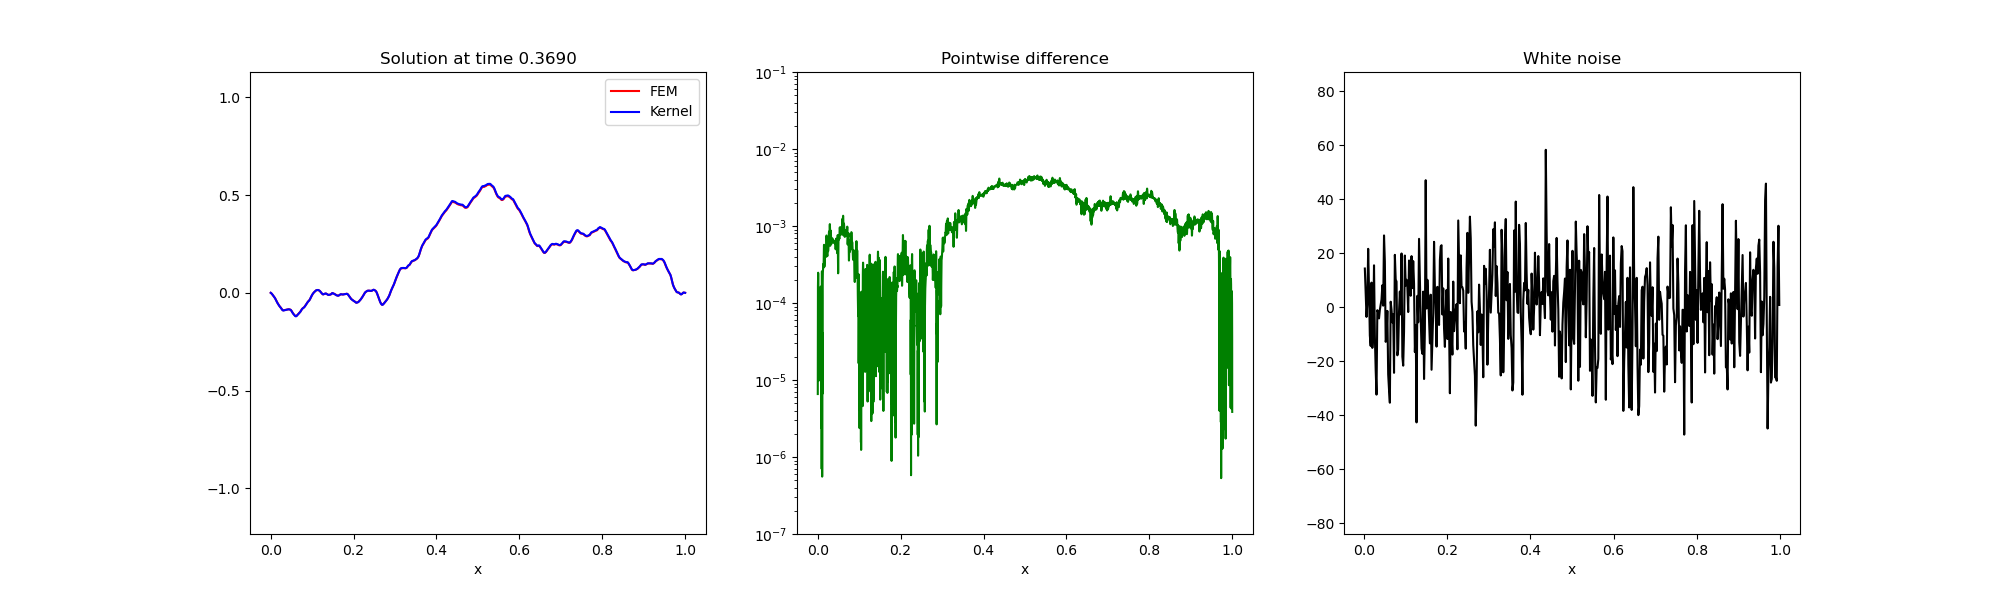 Solution at time 0.3690
1.0
0.5
0.0
−0.5
−1.0
0.0 0.2 0.4 0.6 0.8 1.0
x
FEM
Kernel
Pointwise difference
10⁻¹
10⁻²
10⁻³
10⁻⁴
10⁻⁵
10⁻⁶
10⁻⁷
0.0 0.2 0.4 0.6 0.8 1.0
x
White noise
80
60
40
20
0
−20
−40
−60
−80
0.0 0.2 0.4 0.6 0.8 1.0
x